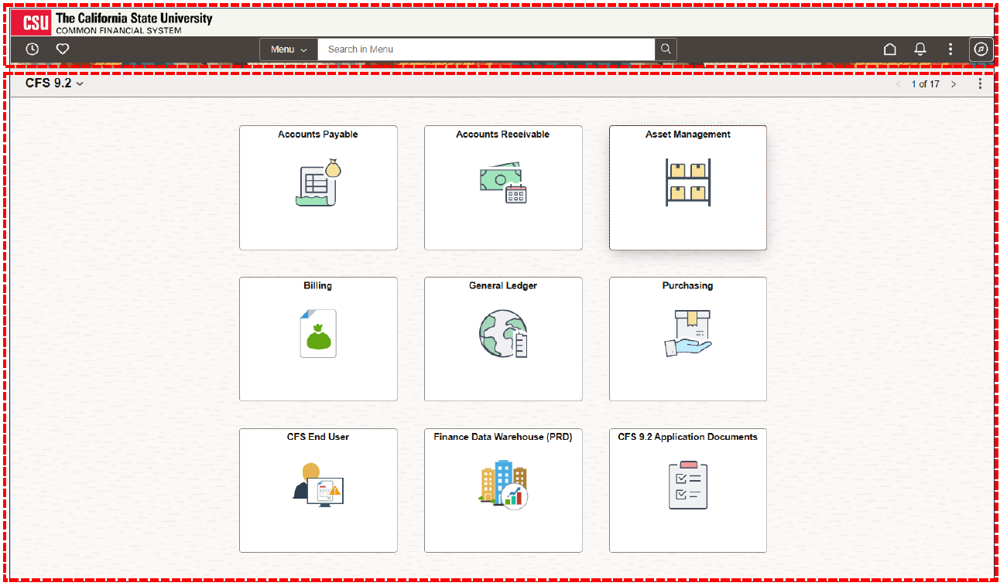 CSU The California State University
COMMON FINANCIAL SYSTEM
Menu Search in Menu
CFS 9.2 1 of 17
Accounts Payable Accounts Receivable Asset Management
Billing General Ledger Purchasing
CFS End User Finance Data Warehouse (PRD) CFS 9.2 Application Documents